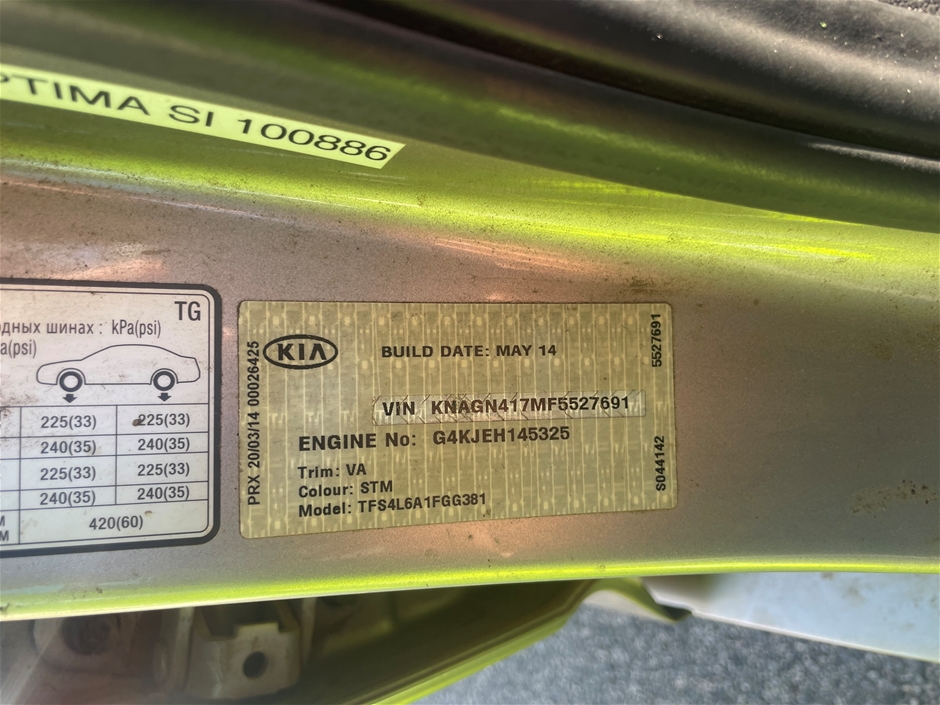 PTIMA SI 100886
TG
одных шинах : kPa(psi)
a(psi)
225(33) 225(33)
240(35) 240(35)
225(33) 225(33)
240(35) 240(35)
M
M
420(60)
PRX 20/03/14 00026425
KIA
BUILD DATE: MAY 14
VIN KNAGN417MF5527691
ENGINE No: G4KJEH145325
Trim: VA
Colour: STM
Model: TFS4L6A1FGG381
5527691
S044142